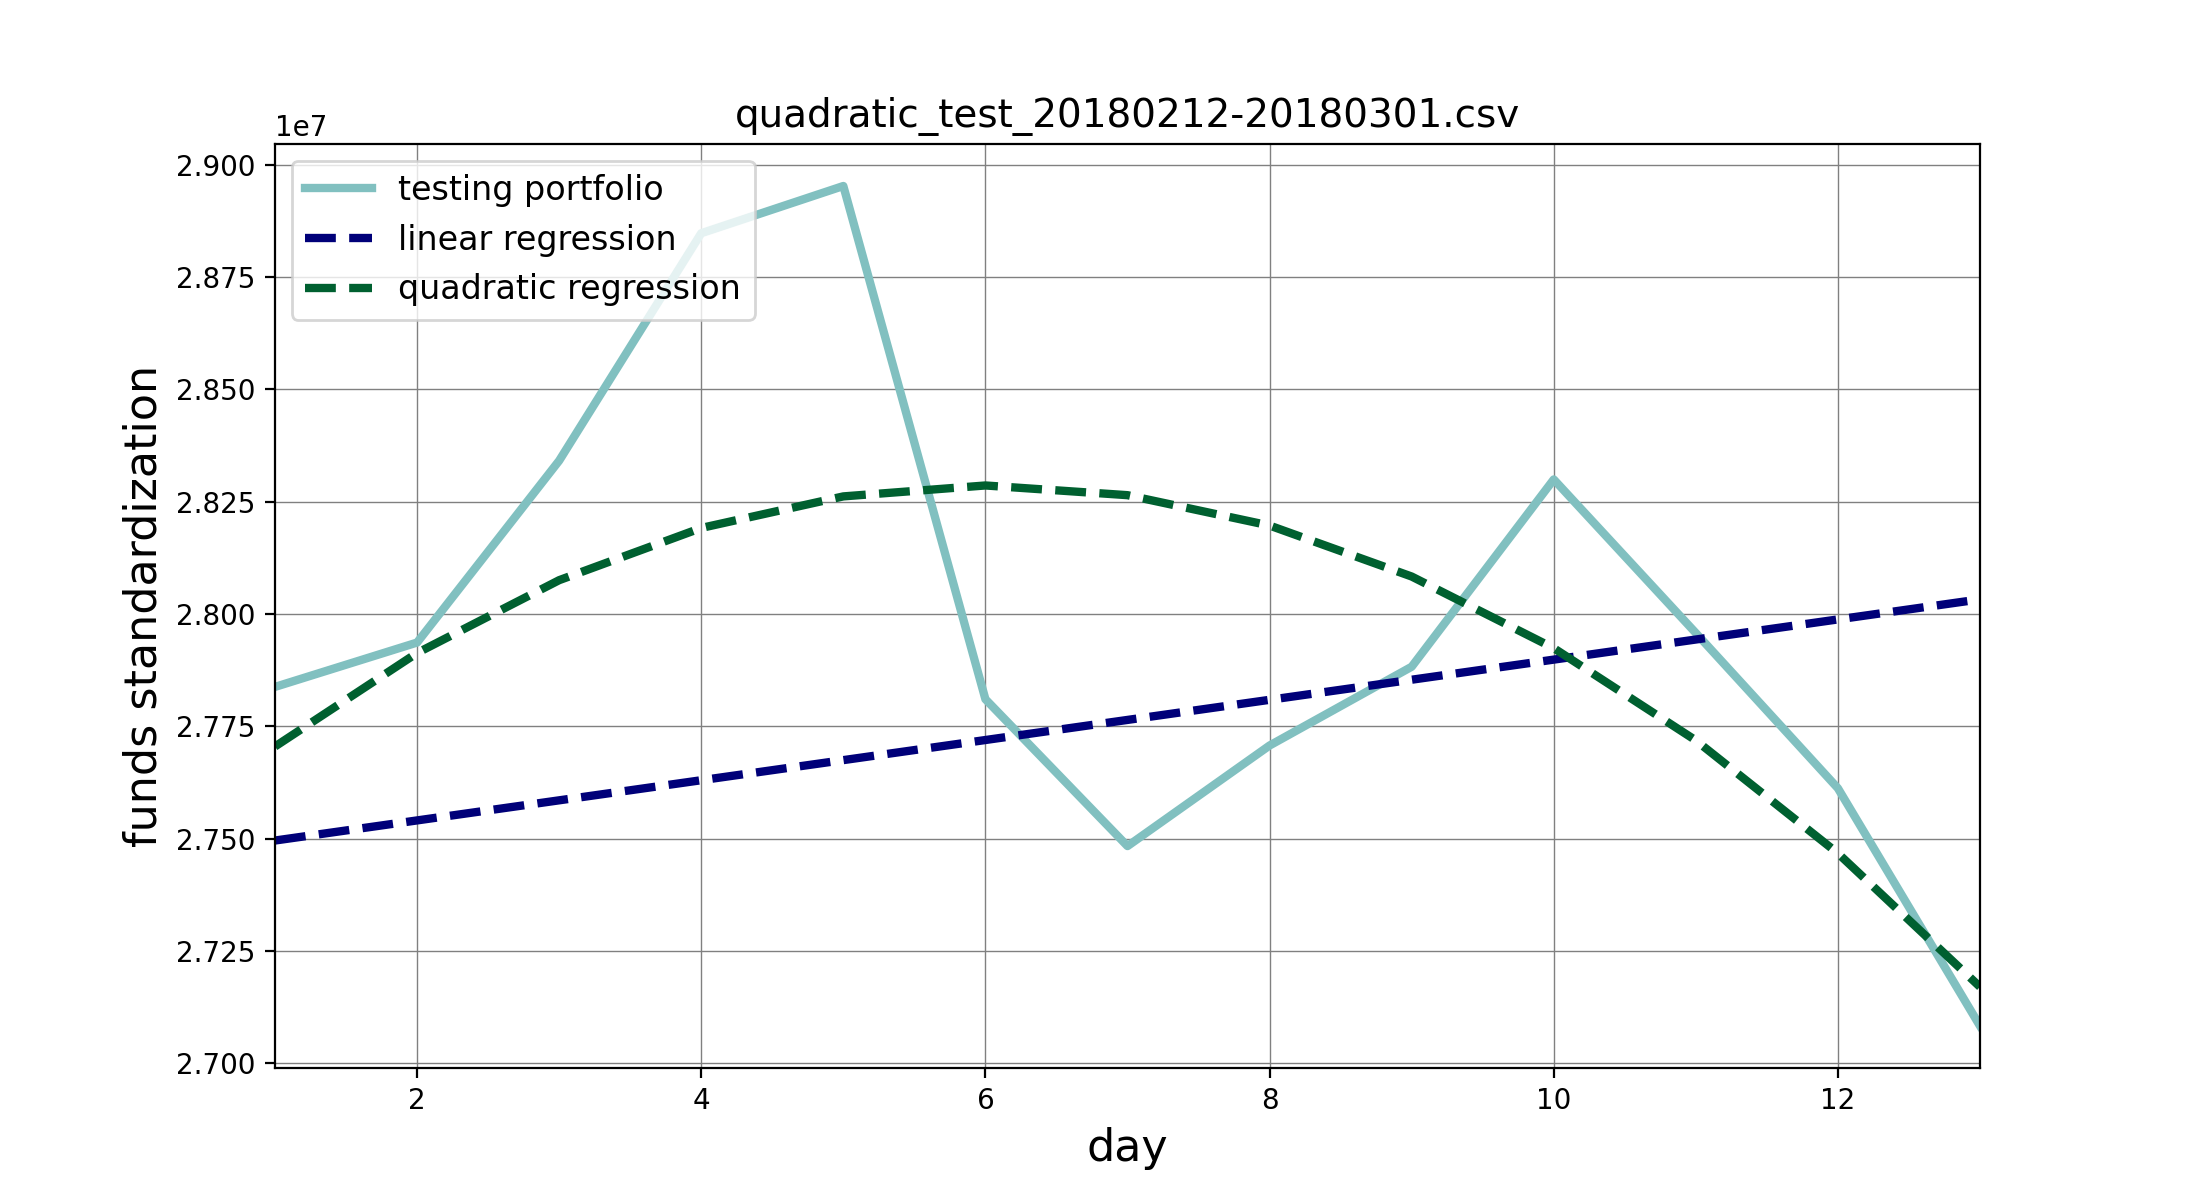 quadratic_test_20180212-20180301.csv
1e7
2.900
2.875
2.850
2.825
2.800
2.775
2.750
2.725
2.700
funds standardization
testing portfolio
linear regression
quadratic regression
2 4 6 8 10 12
day